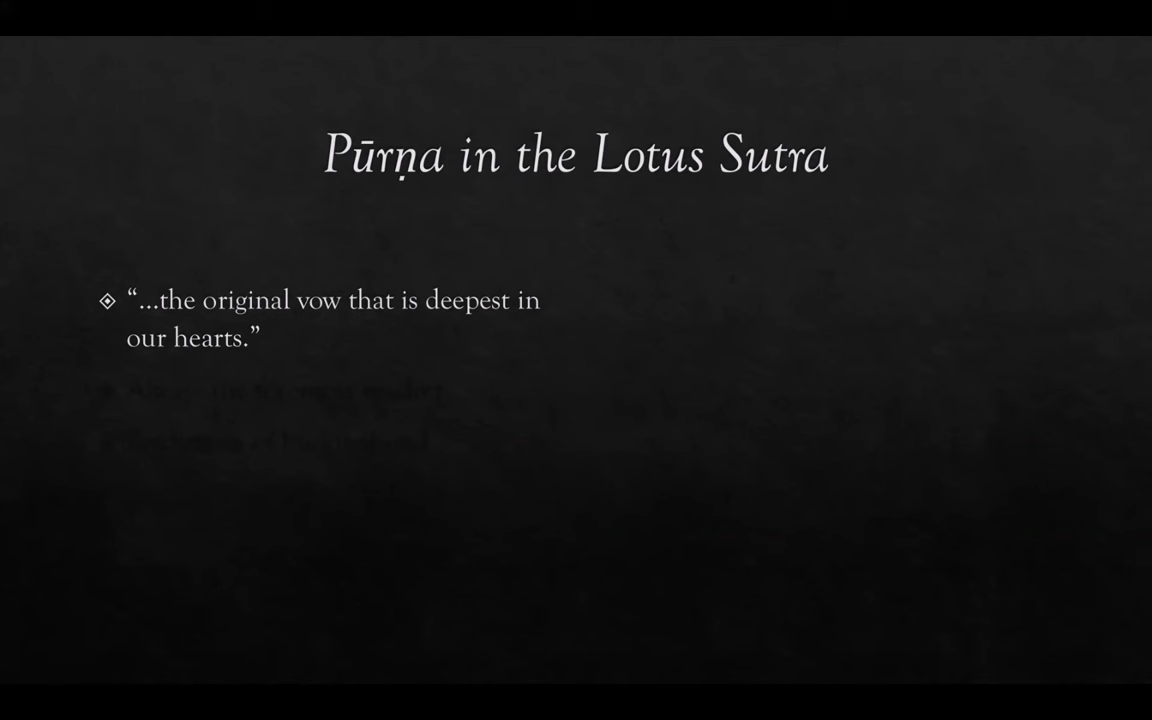 Pūrṇa in the Lotus Sutra
“…the original vow that is deepest in
our hearts.”